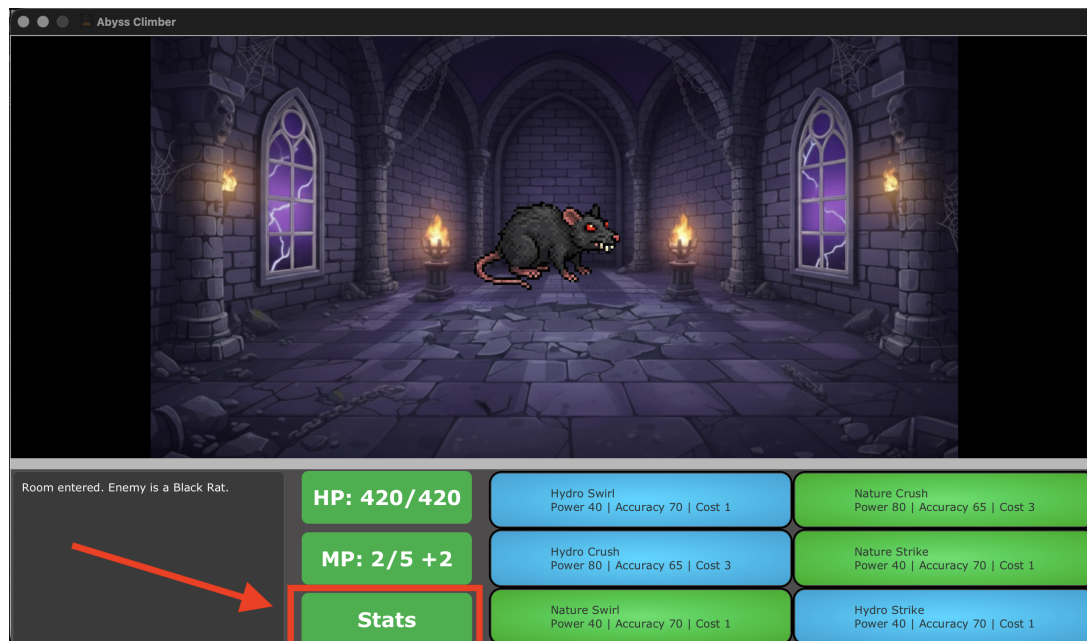 Abyss Climber
Room entered. Enemy is a Black Rat.
HP: 420/420
MP: 2/5 +2
Stats
Hydro Swirl
Power 40 | Accuracy 70 | Cost 1
Nature Crush
Power 80 | Accuracy 65 | Cost 3
Hydro Crush
Power 80 | Accuracy 65 | Cost 3
Nature Strike
Power 40 | Accuracy 70 | Cost 1
Nature Swirl
Power 40 | Accuracy 70 | Cost 1
Hydro Strike
Power 40 | Accuracy 70 | Cost 1